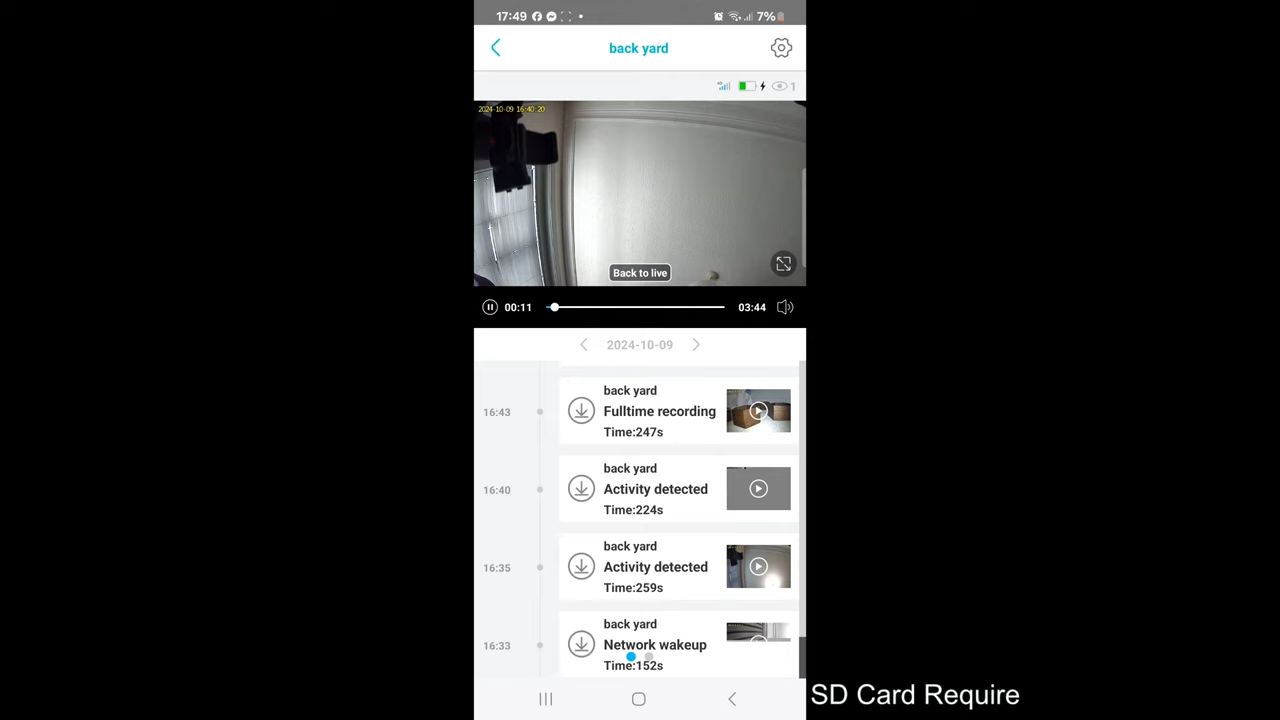 17:49
7%
back yard
1
2024-10-09 16:40:20
Back to live
00:11
03:44
2024-10-09
back yard
16:43
Fulltime recording
Time:247s
back yard
16:40
Activity detected
Time:224s
back yard
16:35
Activity detected
Time:259s
back yard
16:33
Network wakeup
Time:152s
SD Card Require